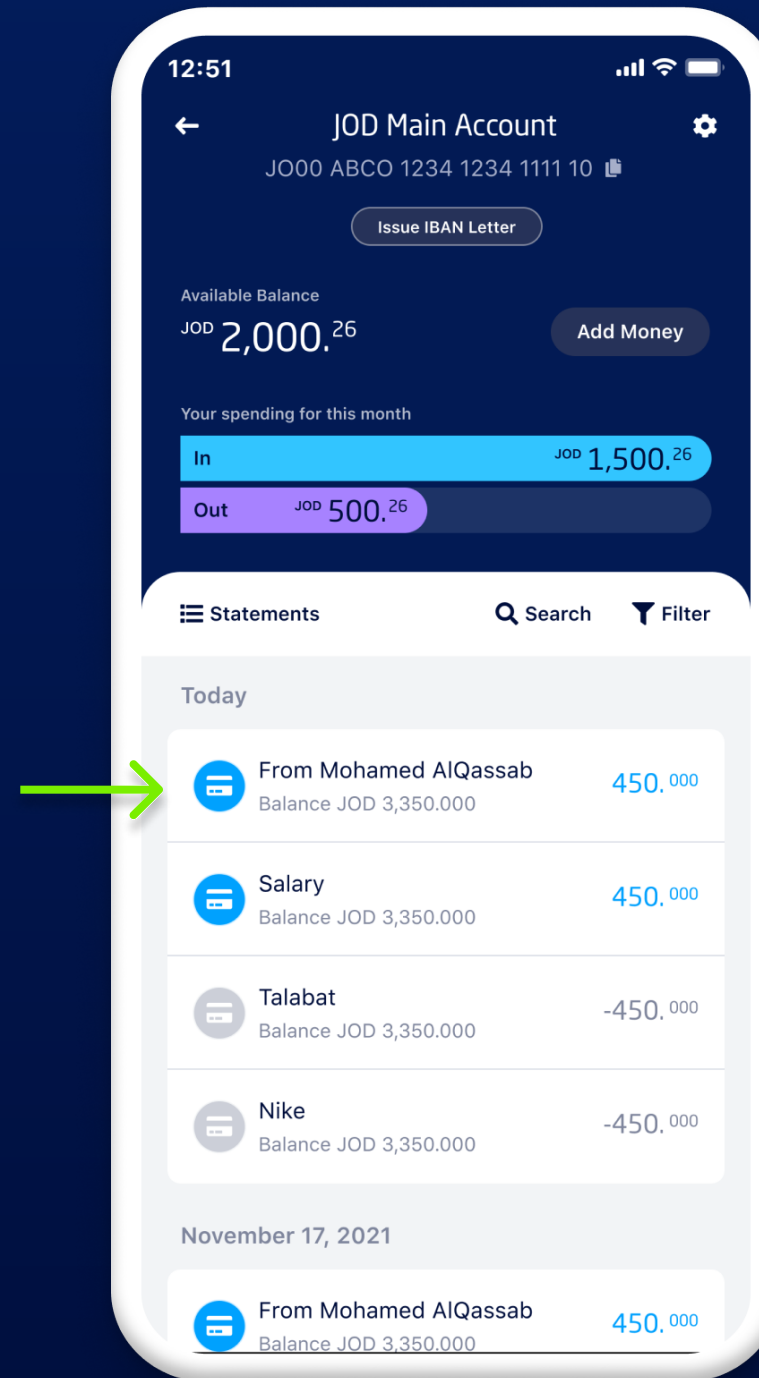 12:51
JOD Main Account
JO00 ABCO 1234 1234 1111 10
Issue IBAN Letter
Available Balance
JOD 2,000.26
Add Money
Your spending for this month
In JOD 1,500.26
Out JOD 500.26
Statements Search Filter
Today
From Mohamed AlQassab 450.000
Balance JOD 3,350.000
Salary 450.000
Balance JOD 3,350.000
Talabat -450.000
Balance JOD 3,350.000
Nike -450.000
Balance JOD 3,350.000
November 17, 2021
From Mohamed AlQassab 450.000
Balance JOD 3,350.000